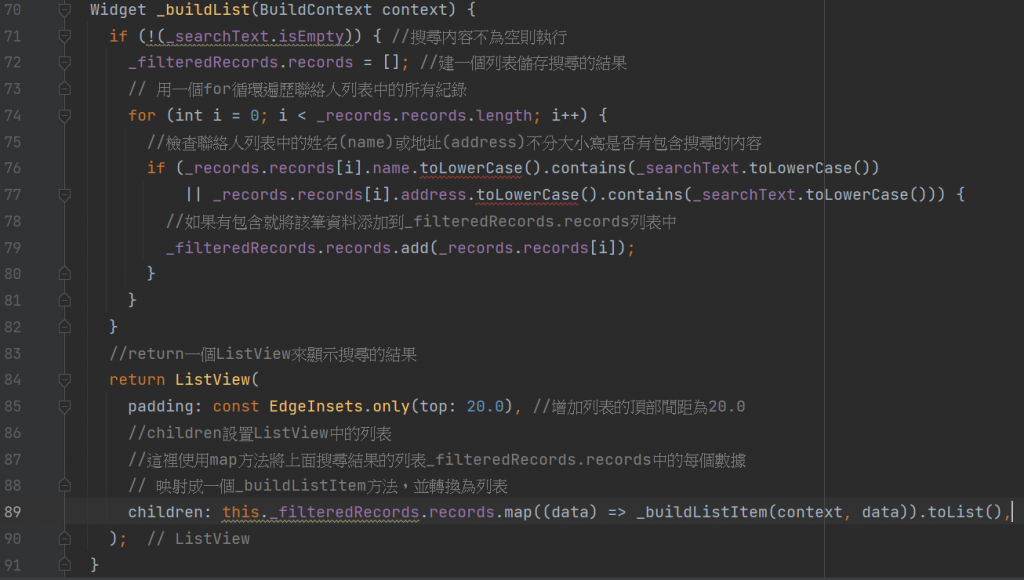 70 Widget _buildList(BuildContext context) {
71 if (!(_searchText.isEmpty)) { //搜尋內容不為空則執行
72 _filteredRecords.records = []; //建一個列表儲存搜尋的結果
73 // 用一個for循環遍歷聯絡人列表中的所有紀錄
74 for (int i = 0; i < _records.records.length; i++) {
75 //檢查聯絡人列表中的姓名(name)或地址(address)不分大小寫是否有包含搜尋的內容
76 if (_records.records[i].name.toLowerCase().contains(_searchText.toLowerCase())
77 || _records.records[i].address.toLowerCase().contains(_searchText.toLowerCase())) {
78 //如果有包含就將該筆資料添加到_filteredRecords.records列表中
79 _filteredRecords.records.add(_records.records[i]);
80 }
81 }
82 }
83 //return一個ListView來顯示搜尋的結果
84 return ListView(
85 padding: const EdgeInsets.only(top: 20.0), //增加列表的頂部間距為20.0
86 //children設置ListView中的列表
87 //這裡使用map方法將上面搜尋結果的列表_filteredRecords.records中的每個數據
88 // 映射成一個_buildListItem方法，並轉換為列表
89 children: this._filteredRecords.records.map((data) => _buildListItem(context, data)).toList(),
90 ); // ListView
91 }